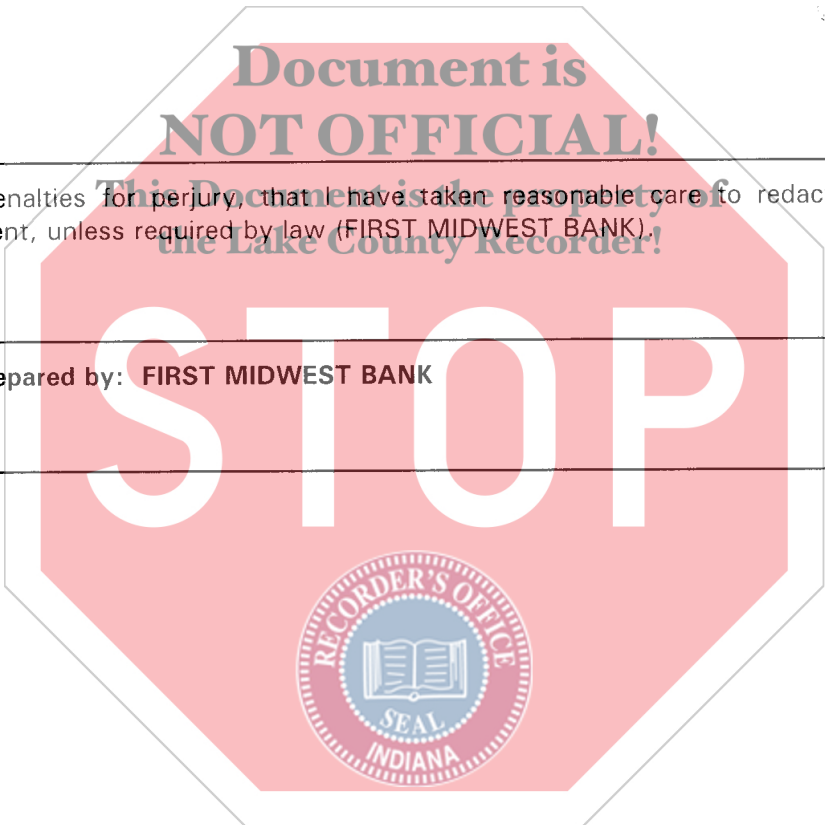 Document is
NOT OFFICIAL!
enalties for perjury, that I have taken reasonable care to redac
This Document is the property of
ent, unless required by law (FIRST MIDWEST BANK).
the Lake County Recorder!
STOP
epared by: FIRST MIDWEST BANK
RECORDER'S OFFICE
SEAL
INDIANA